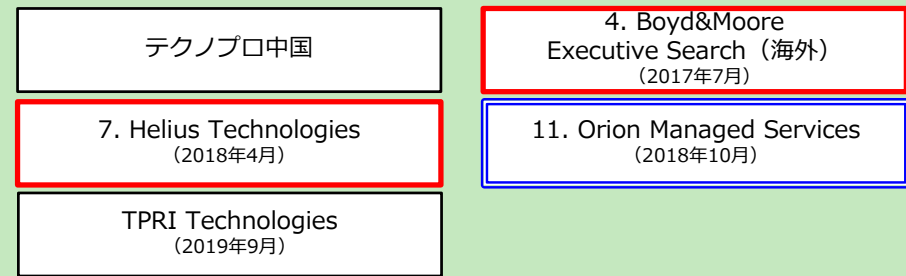 テクノプロ中国
4. Boyd&Moore
Executive Search（海外）
（2017年7月）
7. Helius Technologies
（2018年4月）
11. Orion Managed Services
（2018年10月）
TPRI Technologies
（2019年9月）